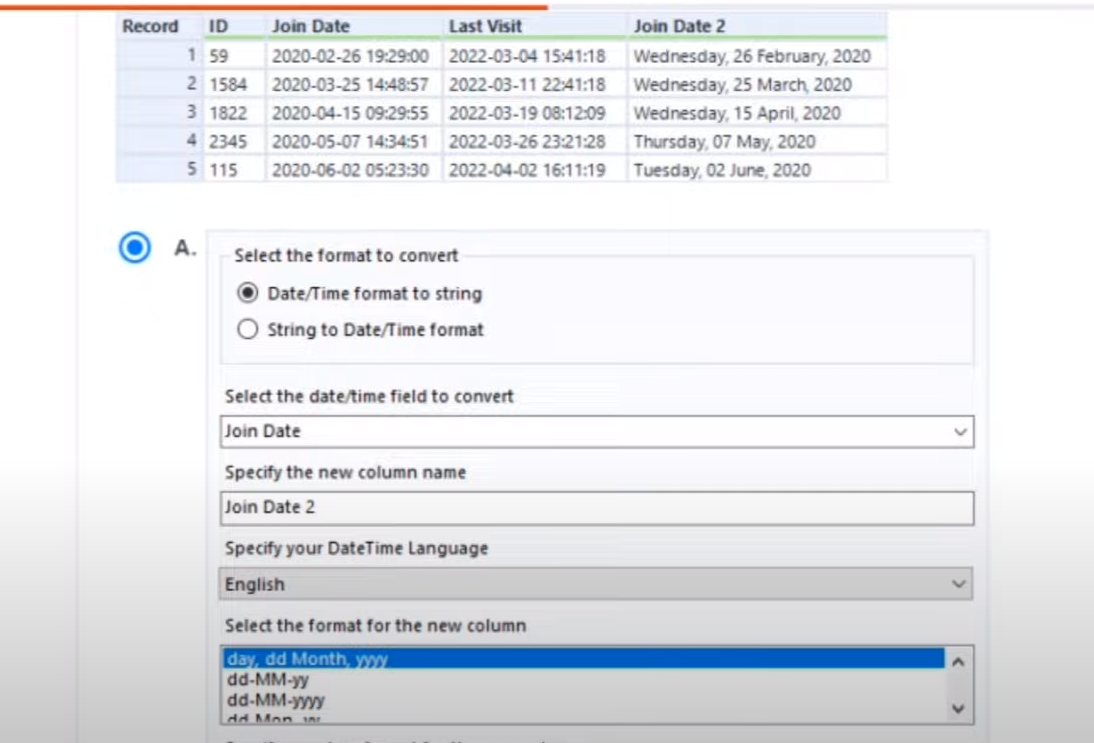 Record ID Join Date Last Visit Join Date 2
1 59 2020-02-26 19:29:00 2022-03-04 15:41:18 Wednesday, 26 February, 2020
2 1584 2020-03-25 14:48:57 2022-03-11 22:41:18 Wednesday, 25 March, 2020
3 1822 2020-04-15 09:29:55 2022-03-19 08:12:09 Wednesday, 15 April, 2020
4 2345 2020-05-07 14:34:51 2022-03-26 23:21:28 Thursday, 07 May, 2020
5 115 2020-06-02 05:23:30 2022-04-02 16:11:19 Tuesday, 02 June, 2020
A.
Select the format to convert
Date/Time format to string
String to Date/Time format
Select the date/time field to convert
Join Date
Specify the new column name
Join Date 2
Specify your DateTime Language
English
Select the format for the new column
day, dd Month, yyyy
dd-MM-yy
dd-MM-yyyy
dd Mon, yy